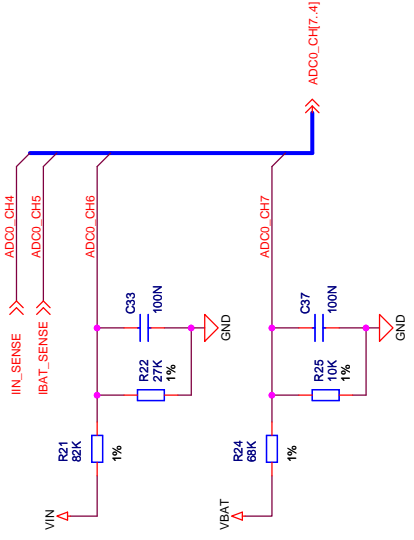 IIN_SENSE
ADC0_CH4
IBAT_SENSE
ADC0_CH5
ADC0_CH6
ADC0_CH[7..4]
VIN
R21
82K
1%
R22
27K
1%
C33
100N
GND
ADC0_CH7
VBAT
R24
68K
1%
R25
10K
1%
C37
100N
GND